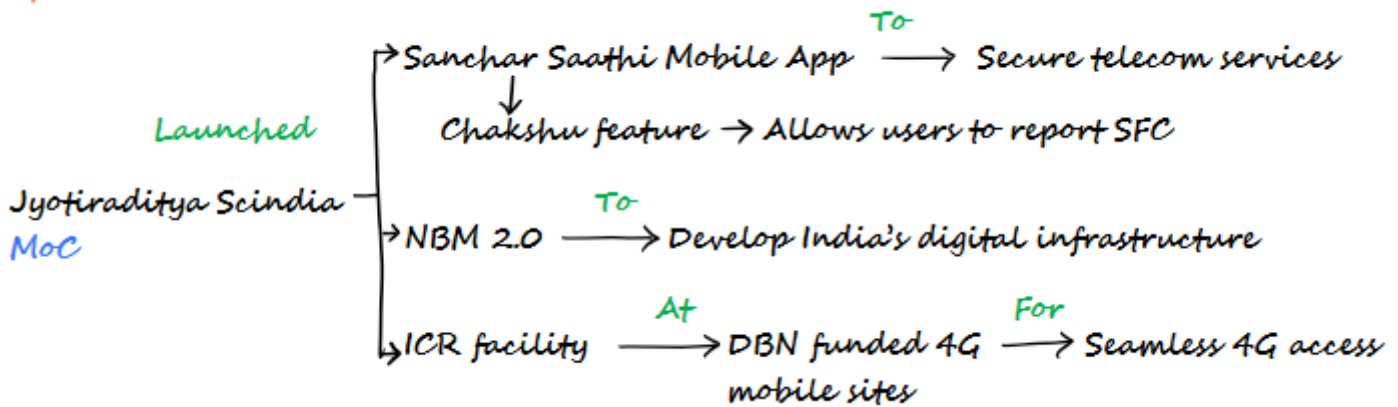 To
Sanchar Saathi Mobile App → Secure telecom services
Launched
Chakshu feature → Allows users to report SFC
Jyotiraditya Scindia
To
MoC
NBM 2.0 → Develop India's digital infrastructure
At For
ICR facility → DBN funded 4G → Seamless 4G access
mobile sites